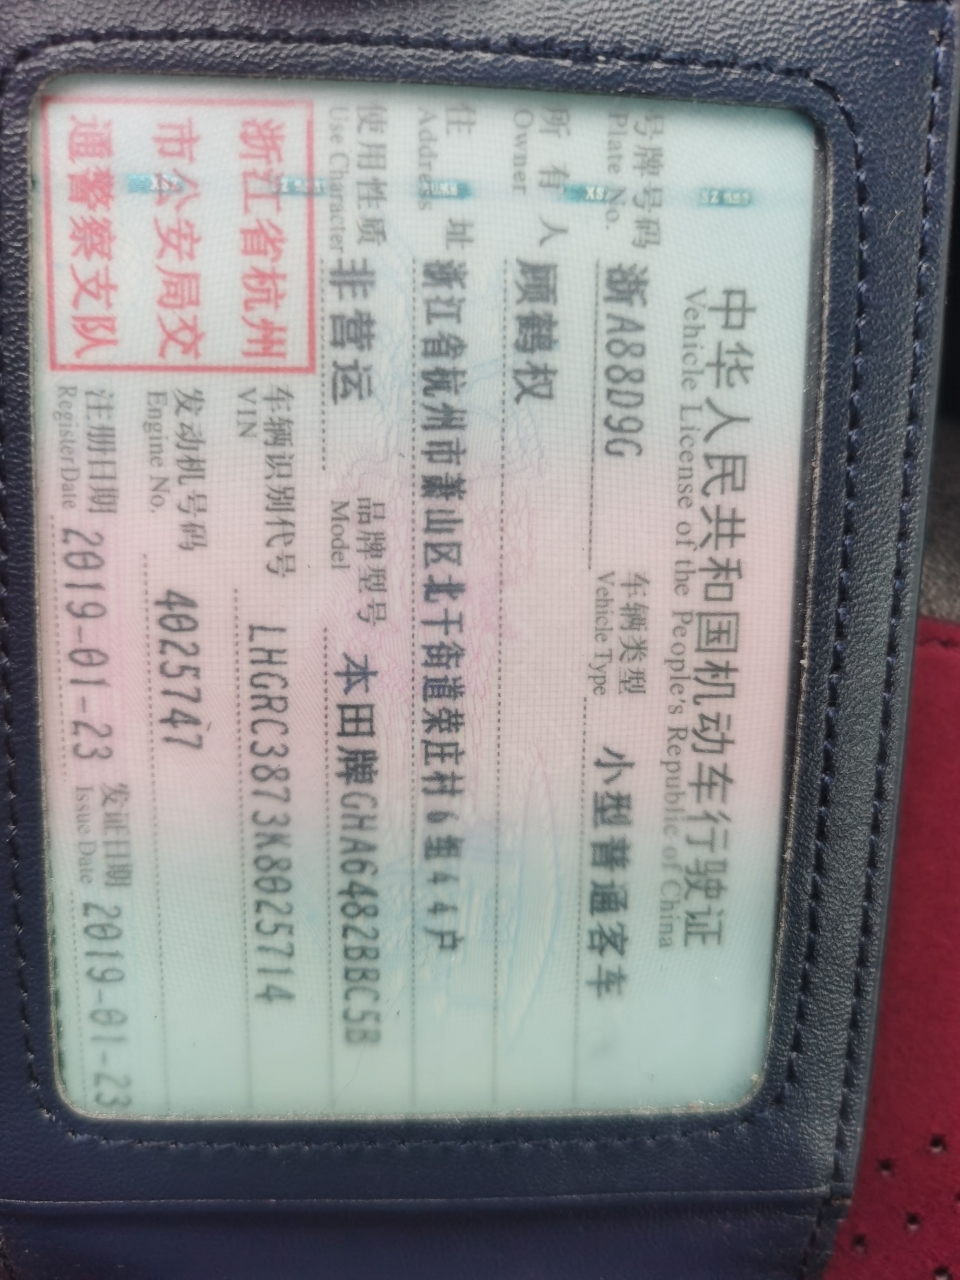 中华人民共和国机动车行驶证
Vehicle License of the People's Republic of China
号牌号码 浙A88D9G 车辆类型 小型普通客车
Plate No. Vehicle Type
所有人 顾鹤权
Owner
住址 浙江省杭州市萧山区北干街道荣庄村6组44户
Address
使用性质 非营运 品牌型号 本田牌GHA6482BBC5B
Use Character Model
浙江省杭州
市公安局交
通警察支队
车辆识别代号 LHGRC3873K8025714
VIN
发动机号码 4025747
Engine No.
注册日期 2019-01-23 发证日期 2019-01-23
Register Date Issue Date